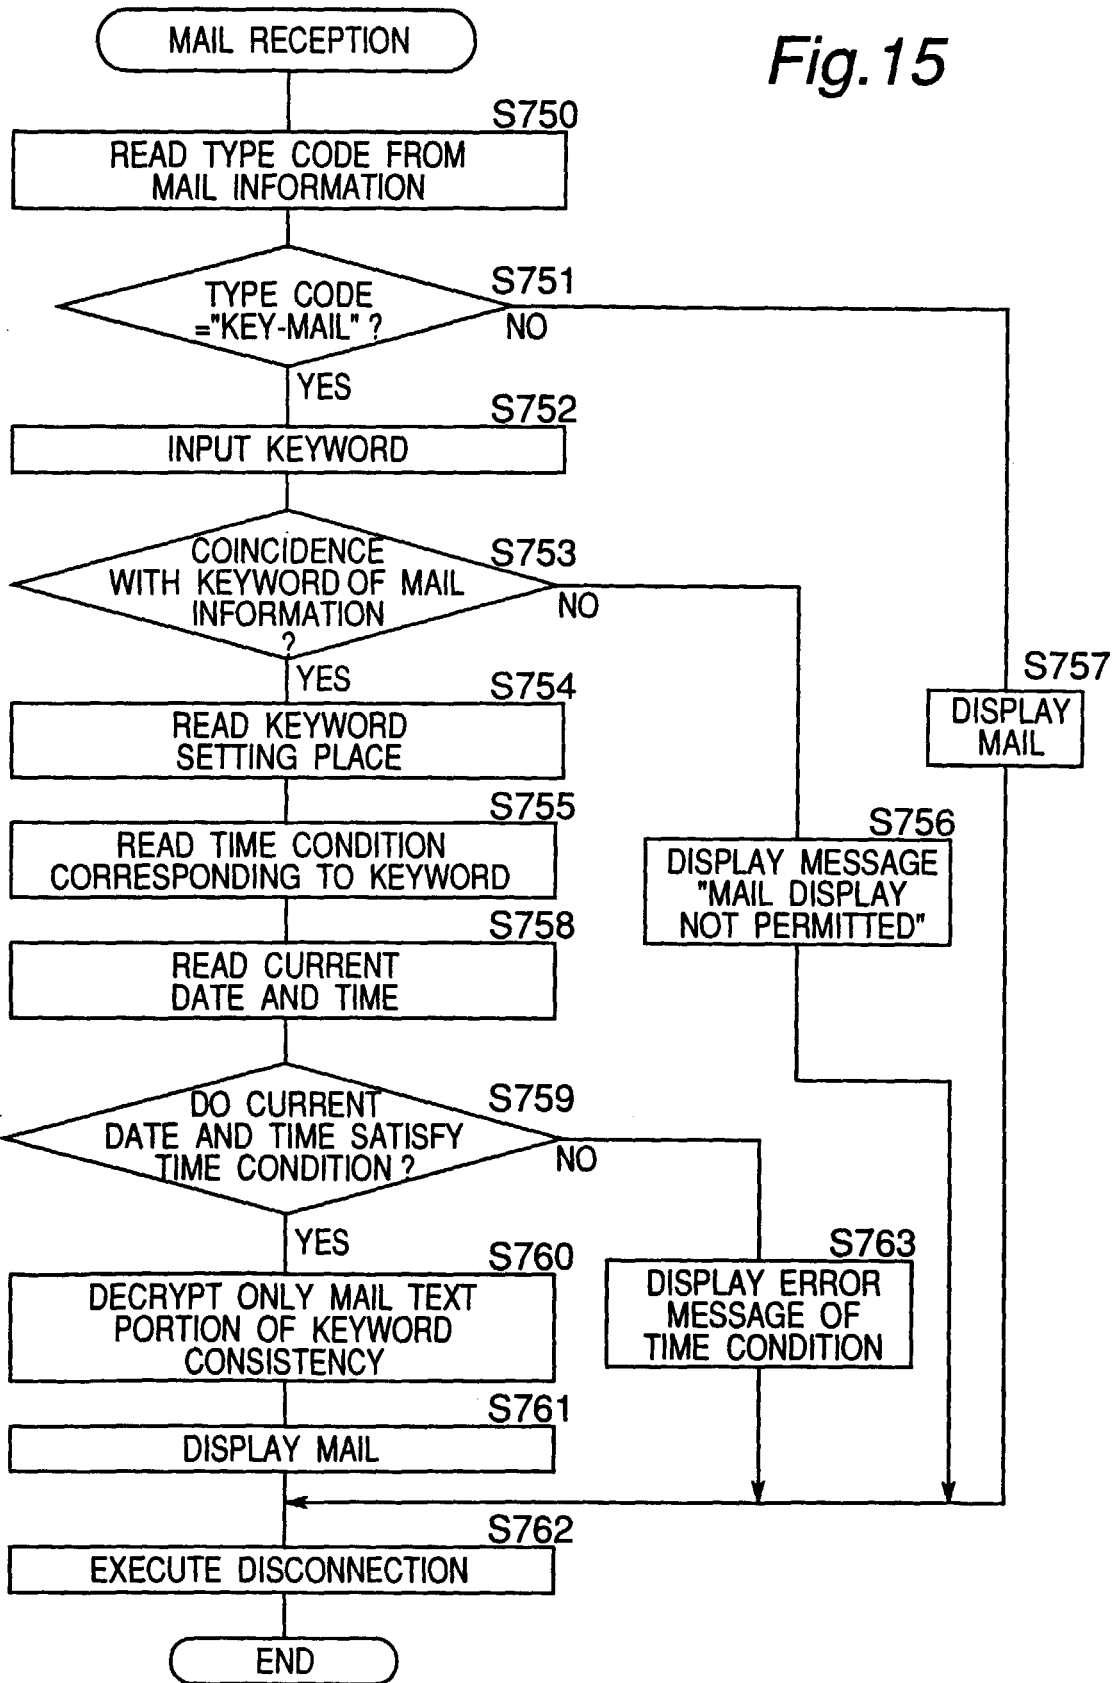 MAIL RECEPTION
Fig.15
S750
READ TYPE CODE FROM
MAIL INFORMATION
S751
TYPE CODE
="KEY-MAIL" ?
NO
YES
S752
INPUT KEYWORD
S753
COINCIDENCE
WITH KEYWORD OF MAIL
INFORMATION
?
NO
YES
S754
READ KEYWORD
SETTING PLACE
S757
DISPLAY
MAIL
S755
READ TIME CONDITION
CORRESPONDING TO KEYWORD
S756
DISPLAY MESSAGE
"MAIL DISPLAY
NOT PERMITTED"
S758
READ CURRENT
DATE AND TIME
S759
DO CURRENT
DATE AND TIME SATISFY
TIME CONDITION ?
NO
YES
S760
DECRYPT ONLY MAIL TEXT
PORTION OF KEYWORD
CONSISTENCY
S763
DISPLAY ERROR
MESSAGE OF
TIME CONDITION
S761
DISPLAY MAIL
S762
EXECUTE DISCONNECTION
END